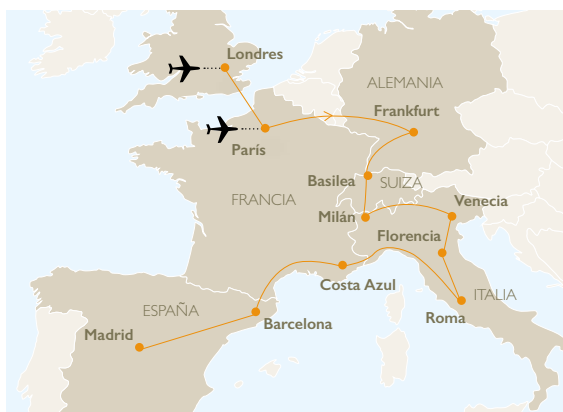 Londres
ALEMANIA
Frankfurt
París
Basilea
SUIZA
FRANCIA
Venecia
Milán
Florencia
Costa Azul
ITALIA
ESPAÑA
Barcelona
Roma
Madrid